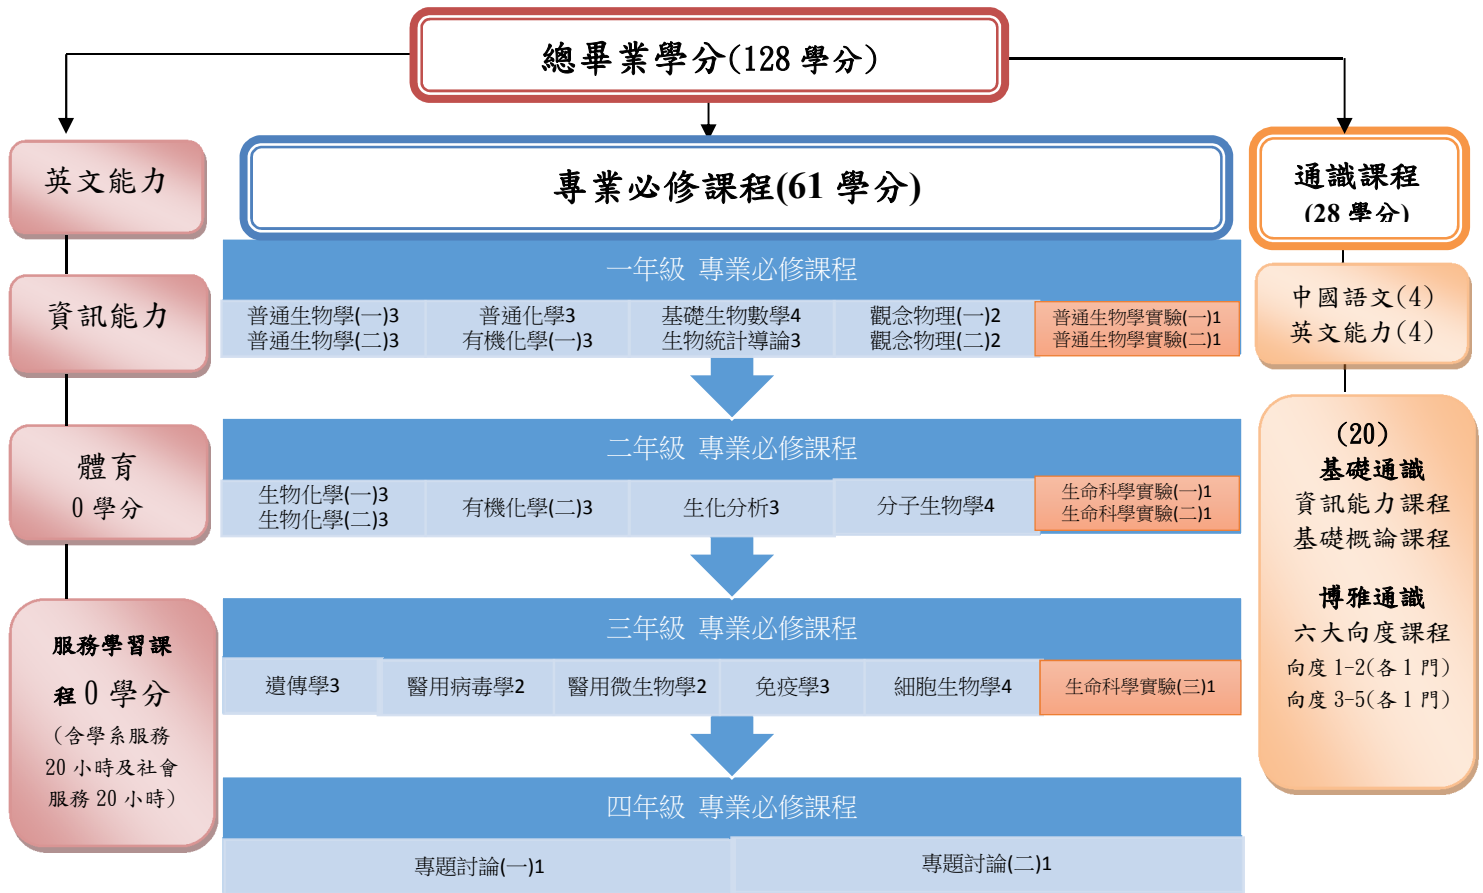 總畢業學分(128 學分)
英文能力
資訊能力
體育
0 學分
服務學習課
程 0 學分
(含學系服務
20 小時及社會
服務 20 小時)
專業必修課程(61 學分)
一年級 專業必修課程
普通生物學(一)3
普通生物學(二)3
普通化學3
有機化學(一)3
基礎生物數學4
生物統計導論3
觀念物理(一)2
觀念物理(二)2
普通生物學實驗(一)1
普通生物學實驗(二)1
二年級 專業必修課程
生物化學(一)3
生物化學(二)3
有機化學(二)3
生化分析3
分子生物學4
生命科學實驗(一)1
生命科學實驗(二)1
三年級 專業必修課程
遺傳學3
醫用病毒學2
醫用微生物學2
免疫學3
細胞生物學4
生命科學實驗(三)1
四年級 專業必修課程
專題討論(一)1
專題討論(二)1
通識課程
(28 學分)
中國語文(4)
英文能力(4)
(20)
基礎通識
資訊能力課程
基礎概論課程
博雅通識
六大向度課程
向度 1-2(各 1 門)
向度 3-5(各 1 門)